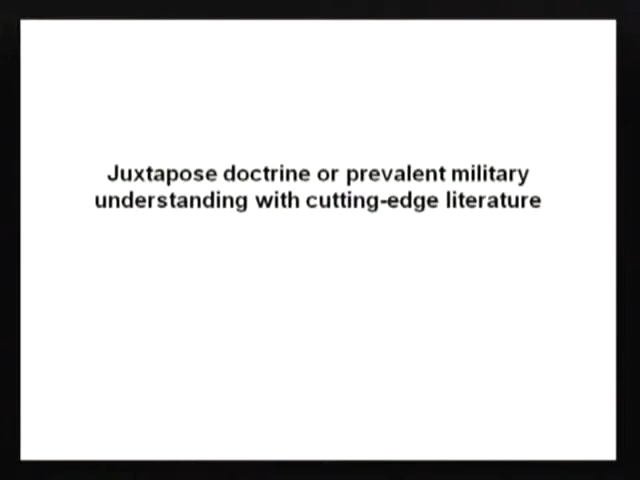 Juxtapose doctrine or prevalent military
understanding with cutting-edge literature